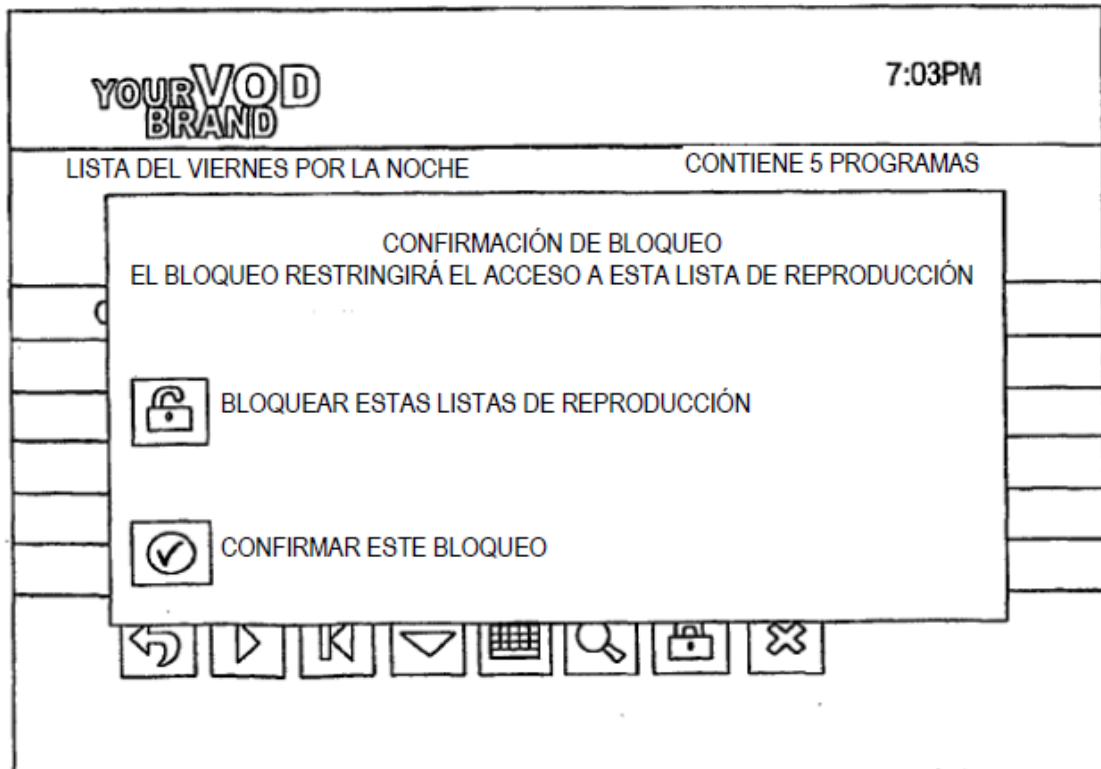 YOUR VOD
BRAND
7:03PM
LISTA DEL VIERNES POR LA NOCHE
CONTIENE 5 PROGRAMAS
CONFIRMACIÓN DE BLOQUEO
EL BLOQUEO RESTRINGIRÁ EL ACCESO A ESTA LISTA DE REPRODUCCIÓN
BLOQUEAR ESTAS LISTAS DE REPRODUCCIÓN
CONFIRMAR ESTE BLOQUEO